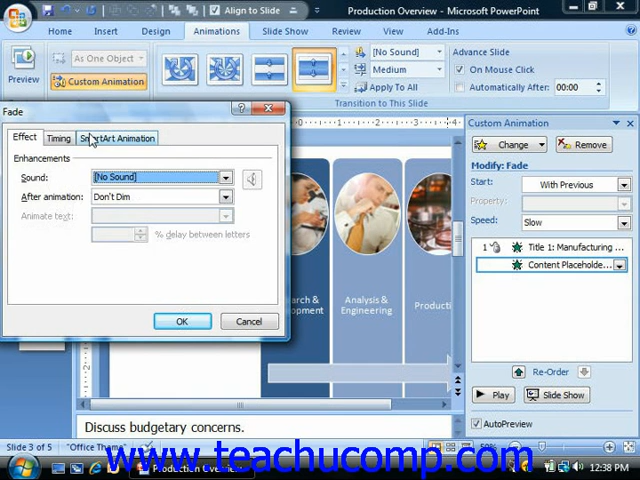 Align to Slide
Production Overview - Microsoft PowerPoint
Home
Insert
Design
Animations
Slide Show
Review
View
Add-Ins
Preview
As One Object
Custom Animation
[No Sound]
Medium
Apply To All
Advance Slide
On Mouse Click
Automatically After: 00:00
Transition To This Slide
Fade
Effect
Timing
SmartArt Animation
Enhancements
Sound:
[No Sound]
After animation:
Don't Dim
Animate text:
% delay between letters
OK
Cancel
Analysis &
Engineering
Custom Animation
Change
Remove
Modify: Fade
Start:
With Previous
Property:
Speed:
Slow
1 Title 1: Manufacturing ...
Content Placeholde...
Re-Order
Play
Slide Show
AutoPreview
Discuss budgetary concerns.
Slide 3 of 5
"Office Theme"
www.teachucomp.com
Start
Production Overview
12:38 PM